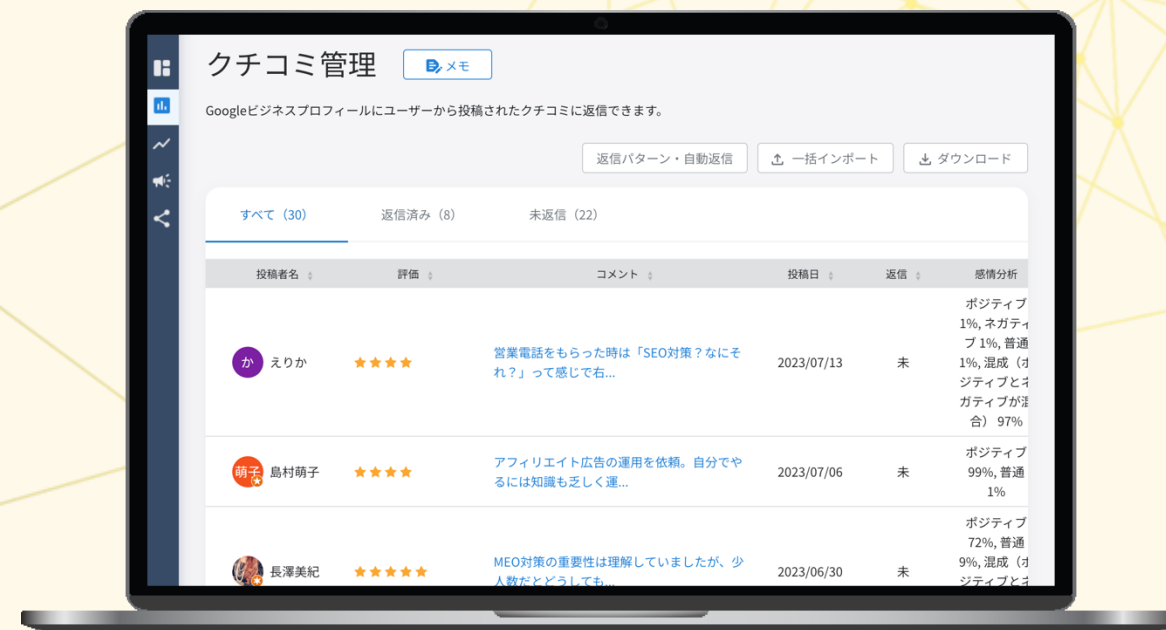 クチコミ管理
メモ
Googleビジネスプロフィールにユーザーから投稿されたクチコミに返信できます。
返信パターン・自動返信
一括インポート
ダウンロード
すべて（30）
返信済み（8）
未返信（22）
投稿者名
評価
コメント
投稿日
返信
感情分析
か
えりか
営業電話をもらった時は「SEO対策？なにそ
れ？」って感じで右...
2023/07/13
未
ポジティブ
1%, ネガティ
ブ 1%, 普通
1%, 混成（ポ
ジティブとネ
ガティブが混
合） 97%
萌子
島村萌子
アフィリエイト広告の運用を依頼。自分でや
るには知識も乏しく運...
2023/07/06
未
ポジティブ
99%, 普通
1%
長澤美紀
MEO対策の重要性は理解していましたが、少
人数だとどうしても...
2023/06/30
未
ポジティブ
72%, 普通
9%, 混成（ポ
ジティブとネ